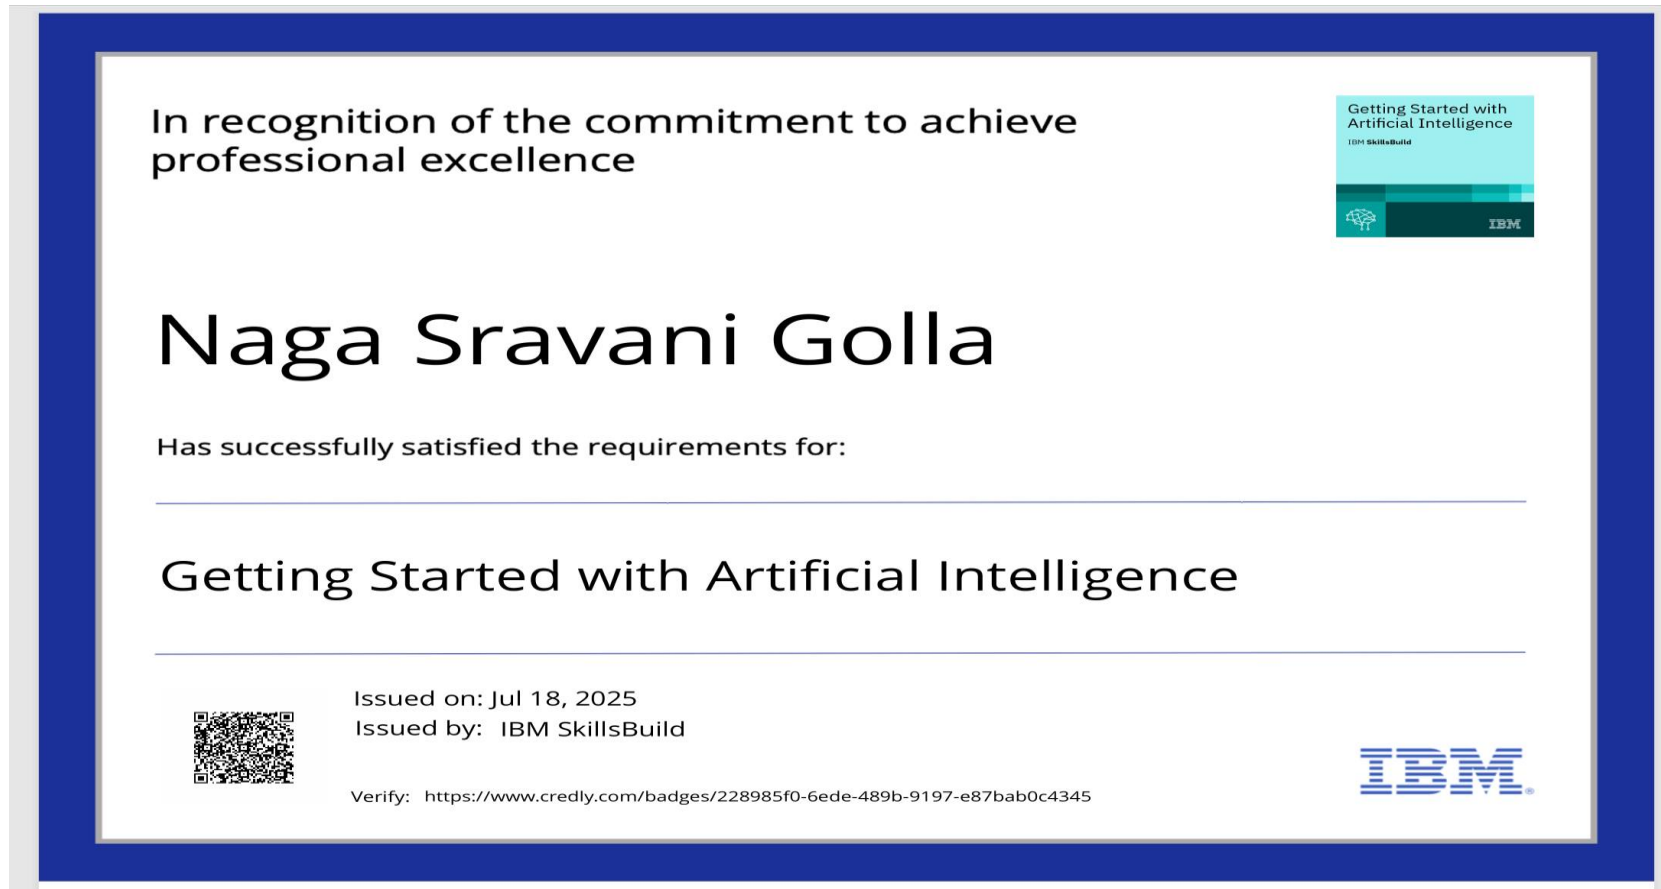 In recognition of the commitment to achieve
professional excellence
Getting Started with
Artificial Intelligence
IBM SkillsBuild
IBM
Naga Sravani Golla
Has successfully satisfied the requirements for:
Getting Started with Artificial Intelligence
Issued on: Jul 18, 2025
Issued by: IBM SkillsBuild
Verify: https://www.credly.com/badges/228985f0-6ede-489b-9197-e87bab0c4345
IBM®